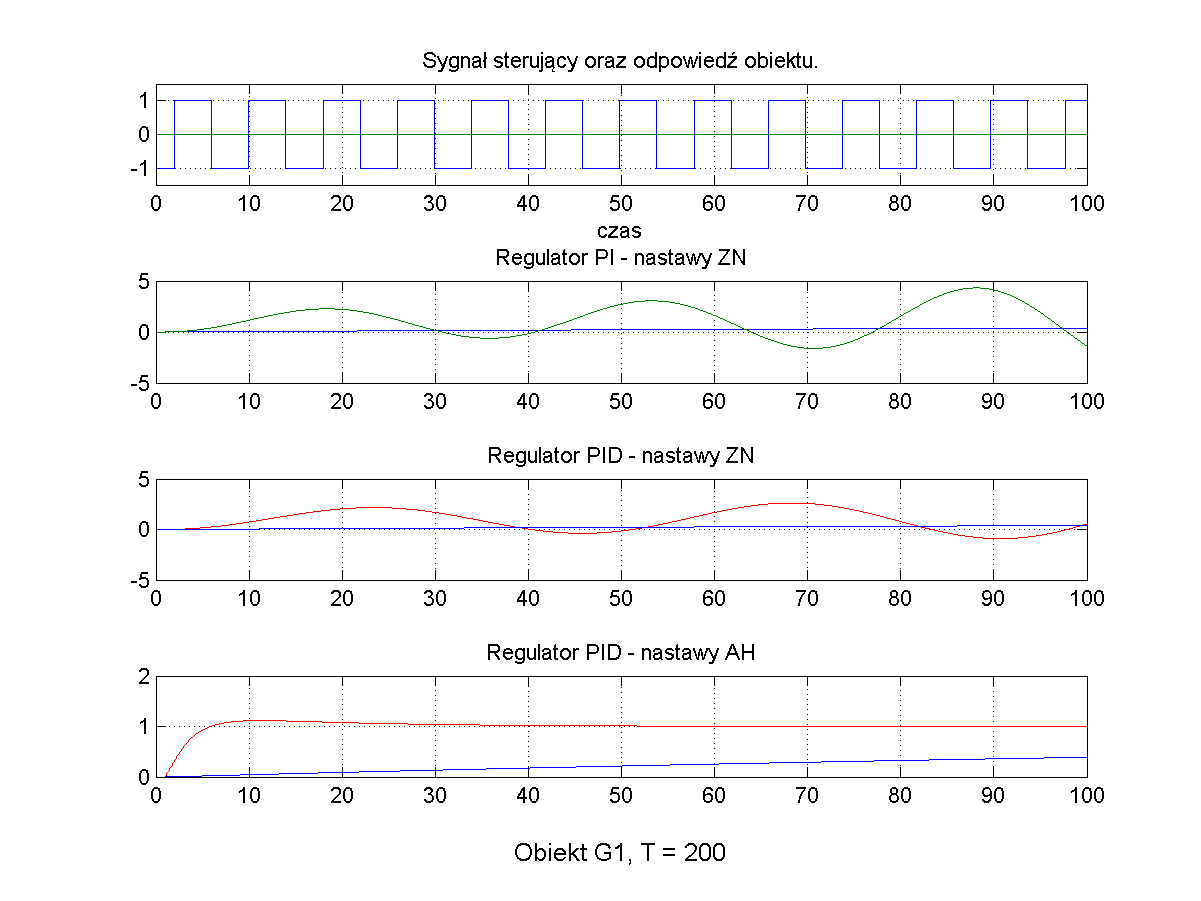 Sygnał sterujący oraz odpowiedź obiektu.
1
0
-1
0 10 20 30 40 50 60 70 80 90 100
czas
Regulator PI - nastawy ZN
5
0
-5
0 10 20 30 40 50 60 70 80 90 100
Regulator PID - nastawy ZN
5
0
-5
0 10 20 30 40 50 60 70 80 90 100
Regulator PID - nastawy AH
2
1
0
0 10 20 30 40 50 60 70 80 90 100
Obiekt G1, T = 200